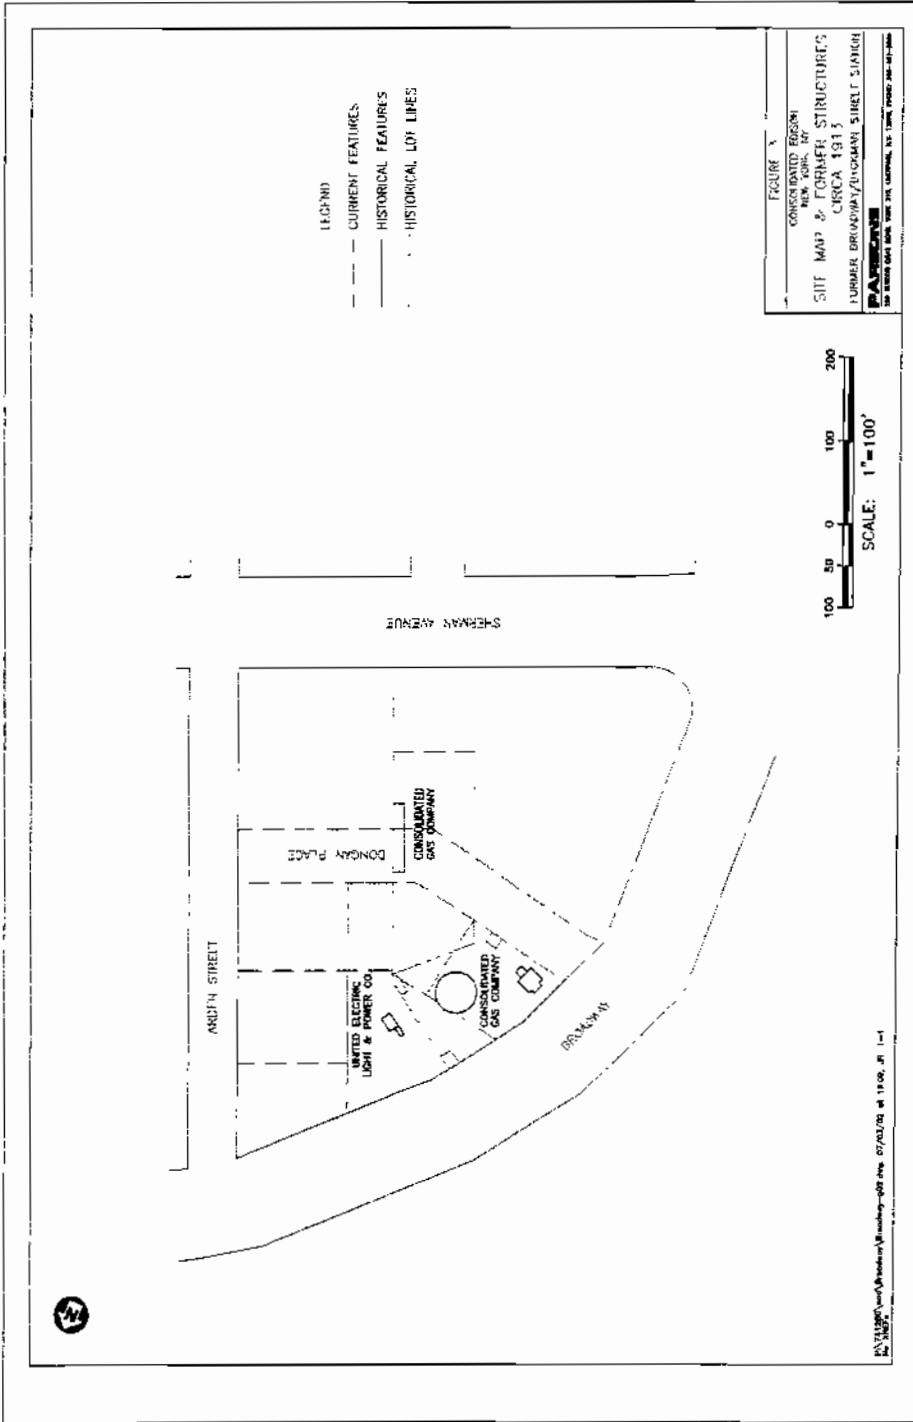 LEGEND
CURRENT FEATURES
HISTORICAL FEATURES
HISTORICAL LOT LINES
ARDEN STREET
DONGAN PLACE
SHERMAN AVENUE
UNITED ELECTRIC
LIGHT & POWER CO.
CONSOLIDATED
GAS COMPANY
CONSOLIDATED
GAS COMPANY
BROADWAY
N
100 50 0 100 200
SCALE: 1"=100'
FIGURE
CONSOLIDATED EDISON
NEW YORK, NY
SITE MAP & FORMER STRUCTURES
CIRCA 1913
FORMER BROADWAY/DYCKMAN STREET STATION
PARSONS